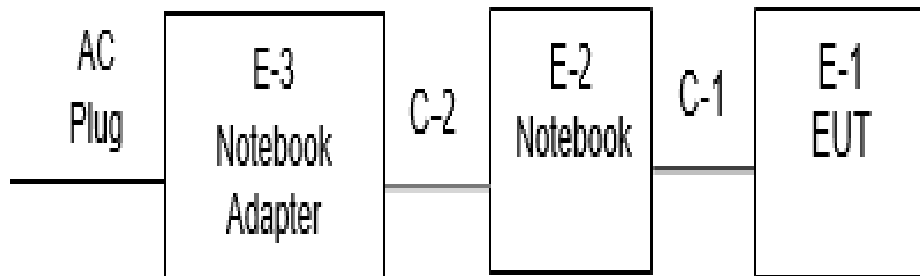 AC
Plug
E-3
Notebook
Adapter
C-2
E-2
Notebook
C-1
E-1
EUT